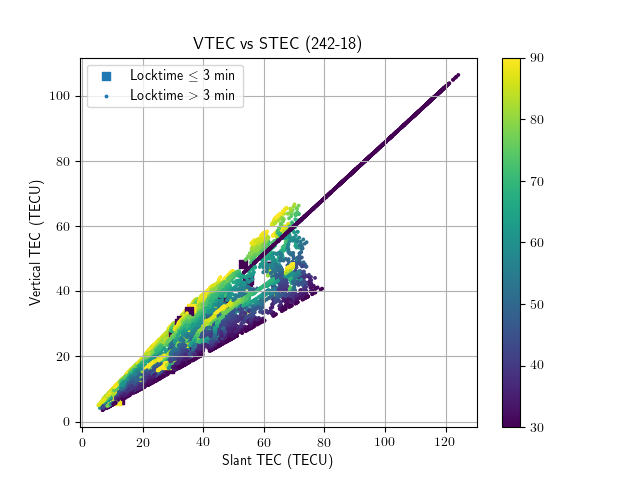 VTEC vs STEC (242-18)
Locktime ≤ 3 min
Locktime > 3 min
Vertical TEC (TECU)
100
80
60
40
20
0
0 20 40 60 80 100 120
Slant TEC (TECU)
90
80
70
60
50
40
30